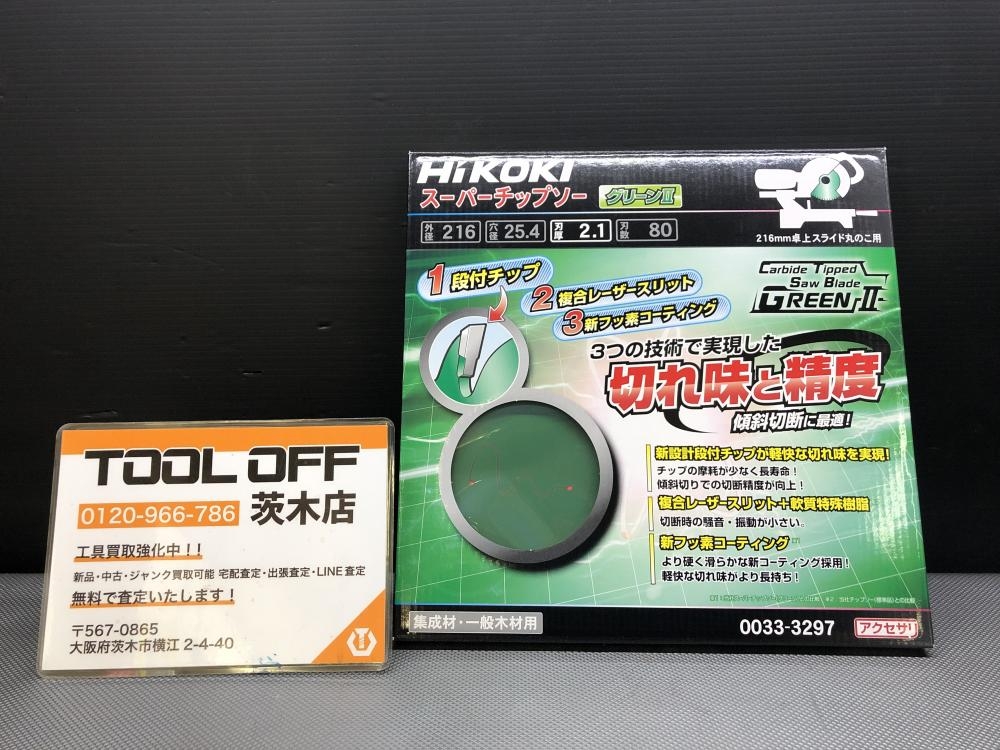 TOOL OFF
0120-966-786 茨木店
工具買取強化中！！
新品・中古・ジャンク買取可能 宅配査定・出張査定・LINE査定
無料で査定いたします！
〒567-0865
大阪府茨木市横江 2-4-40
HiKOKI
スーパーチップソー グリーンⅡ
外径 216 穴径 25.4 刃厚 2.1 刃数 80
216mm卓上スライド丸のこ用
1 段付チップ
2 複合レーザースリット
3 新フッ素コーティング
Carbide Tipped
Saw Blade
GREEN Ⅱ
3つの技術で実現した
切れ味と精度
傾斜切断に最適！
新設計段付チップが軽快な切れ味を実現！
チップの摩耗が少なく長寿命！
傾斜切りでの切断精度が向上！
複合レーザースリット＋軟質特殊樹脂
切断時の騒音・振動が小さい。
新フッ素コーティング
より硬く滑らかな新コーティング採用！
軽快な切れ味がより長持ち！
集成材・一般木材用
0033-3297
アクセサリ